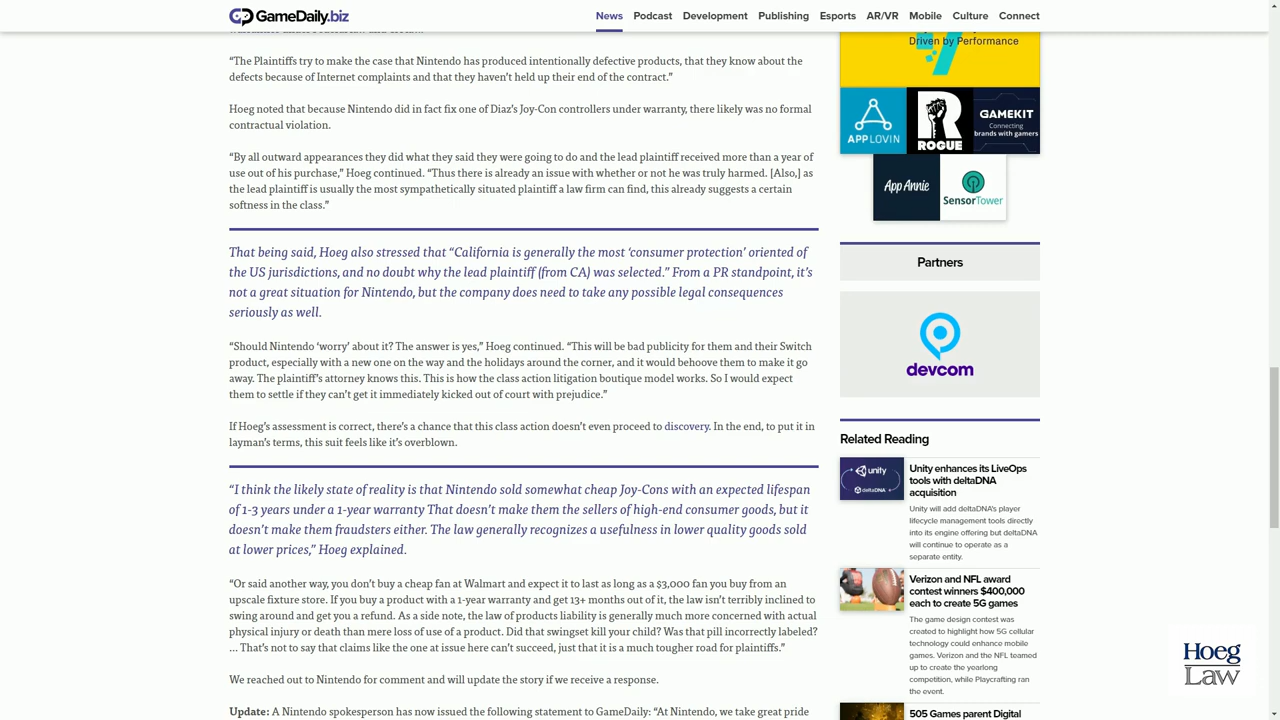 GameDaily.biz
News Podcast Development Publishing Esports AR/VR Mobile Culture Connect
“The Plaintiffs try to make the case that Nintendo has produced intentionally defective products, that they know about the
defects because of Internet complaints and that they haven’t held up their end of the contract.”
Hoeg noted that because Nintendo did in fact fix one of Diaz’s Joy-Con controllers under warranty, there likely was no formal
contractual violation.
“By all outward appearances they did what they said they were going to do and the lead plaintiff received more than a year of
use out of his purchase,” Hoeg continued. “Thus there is already an issue with whether or not he was truly harmed. [Also,] as
the lead plaintiff is usually the most sympathetically situated plaintiff a law firm can find, this already suggests a certain
softness in the class.”
That being said, Hoeg also stressed that “California is generally the most ‘consumer protection’ oriented of
the US jurisdictions, and no doubt why the lead plaintiff (from CA) was selected.” From a PR standpoint, it’s
not a great situation for Nintendo, but the company does need to take any possible legal consequences
seriously as well.
“Should Nintendo ‘worry’ about it? The answer is yes,” Hoeg continued. “This will be bad publicity for them and their Switch
product, especially with a new one on the way and the holidays around the corner, and it would behoove them to make it go
away. The plaintiff’s attorney knows this. This is how the class action litigation boutique model works. So I would expect
them to settle if they can’t get it immediately kicked out of court with prejudice.”
If Hoeg’s assessment is correct, there’s a chance that this class action doesn’t even proceed to discovery. In the end, to put it in
layman’s terms, this suit feels like it’s overblown.
“I think the likely state of reality is that Nintendo sold somewhat cheap Joy-Cons with an expected lifespan
of 1-3 years under a 1-year warranty That doesn’t make them the sellers of high-end consumer goods, but it
doesn’t make them fraudsters either. The law generally recognizes a usefulness in lower quality goods sold
at lower prices,” Hoeg explained.
“Or said another way, you don’t buy a cheap fan at Walmart and expect it to last as long as a $3,000 fan you buy from an
upscale fixture store. If you buy a product with a 1-year warranty and get 13+ months out of it, the law isn’t terribly inclined to
swing around and get you a refund. As a side note, the law of products liability is generally much more concerned with actual
physical injury or death than mere loss of use of a product. Did that swingset kill your child? Was that pill incorrectly labeled?
… That’s not to say that claims like the one at issue here can’t succeed, just that it is a much tougher road for plaintiffs.”
We reached out to Nintendo for comment and will update the story if we receive a response.
Update: A Nintendo spokesperson has now issued the following statement to GameDaily: “At Nintendo, we take great pride
Driven by Performance
APPLOVIN
ROGUE
GAMEKIT
Connecting
brands with gamers
App Annie
SensorTower
Partners
devcom
Related Reading
unity
deltaDNA
Unity enhances its LiveOps
tools with deltaDNA
acquisition
Unity will add deltaDNA's player
lifecycle management tools directly
into its engine offering but deltaDNA
will continue to operate as a
separate entity.
Verizon and NFL award
contest winners $400,000
each to create 5G games
The game design contest was
created to highlight how 5G cellular
technology could enhance mobile
games. Verizon and the NFL teamed
up to create the yearlong
competition, while Playcrafting ran
the event.
505 Games parent Digital
Hoeg
Law